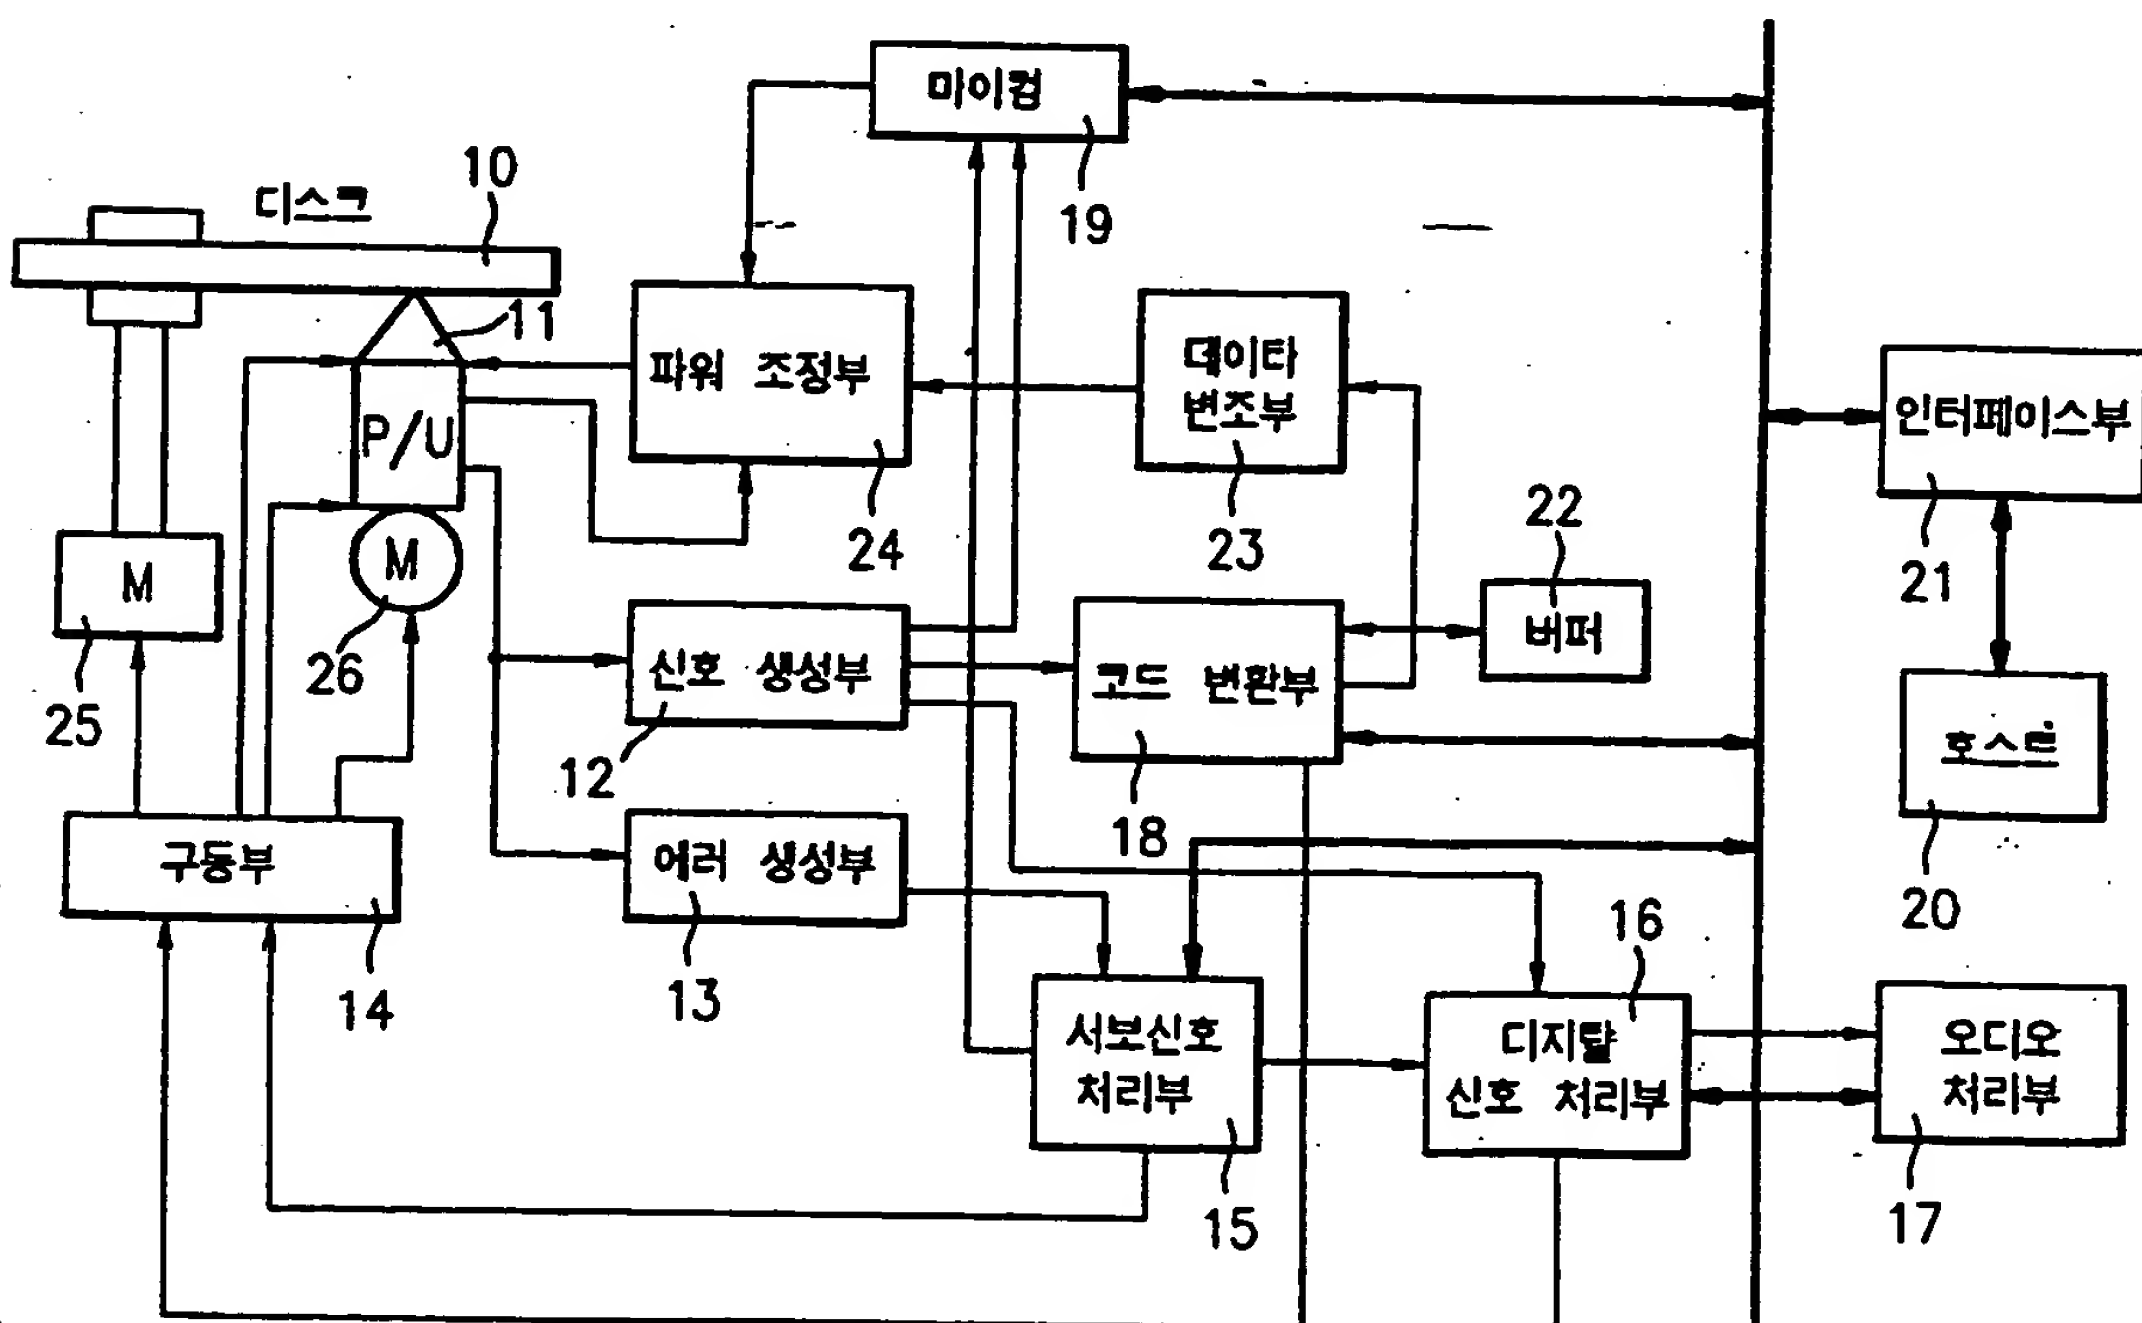 마이컴
19
디스크
10
11
P/U
M
26
M
25
파워 조정부
24
데이타
변조부
23
인터페이스부
21
22
버퍼
신호 생성부
12
코드 변환부
18
호스트
20
구동부
14
에러 생성부
13
서보신호
처리부
15
16
디지탈
신호 처리부
오디오
처리부
17